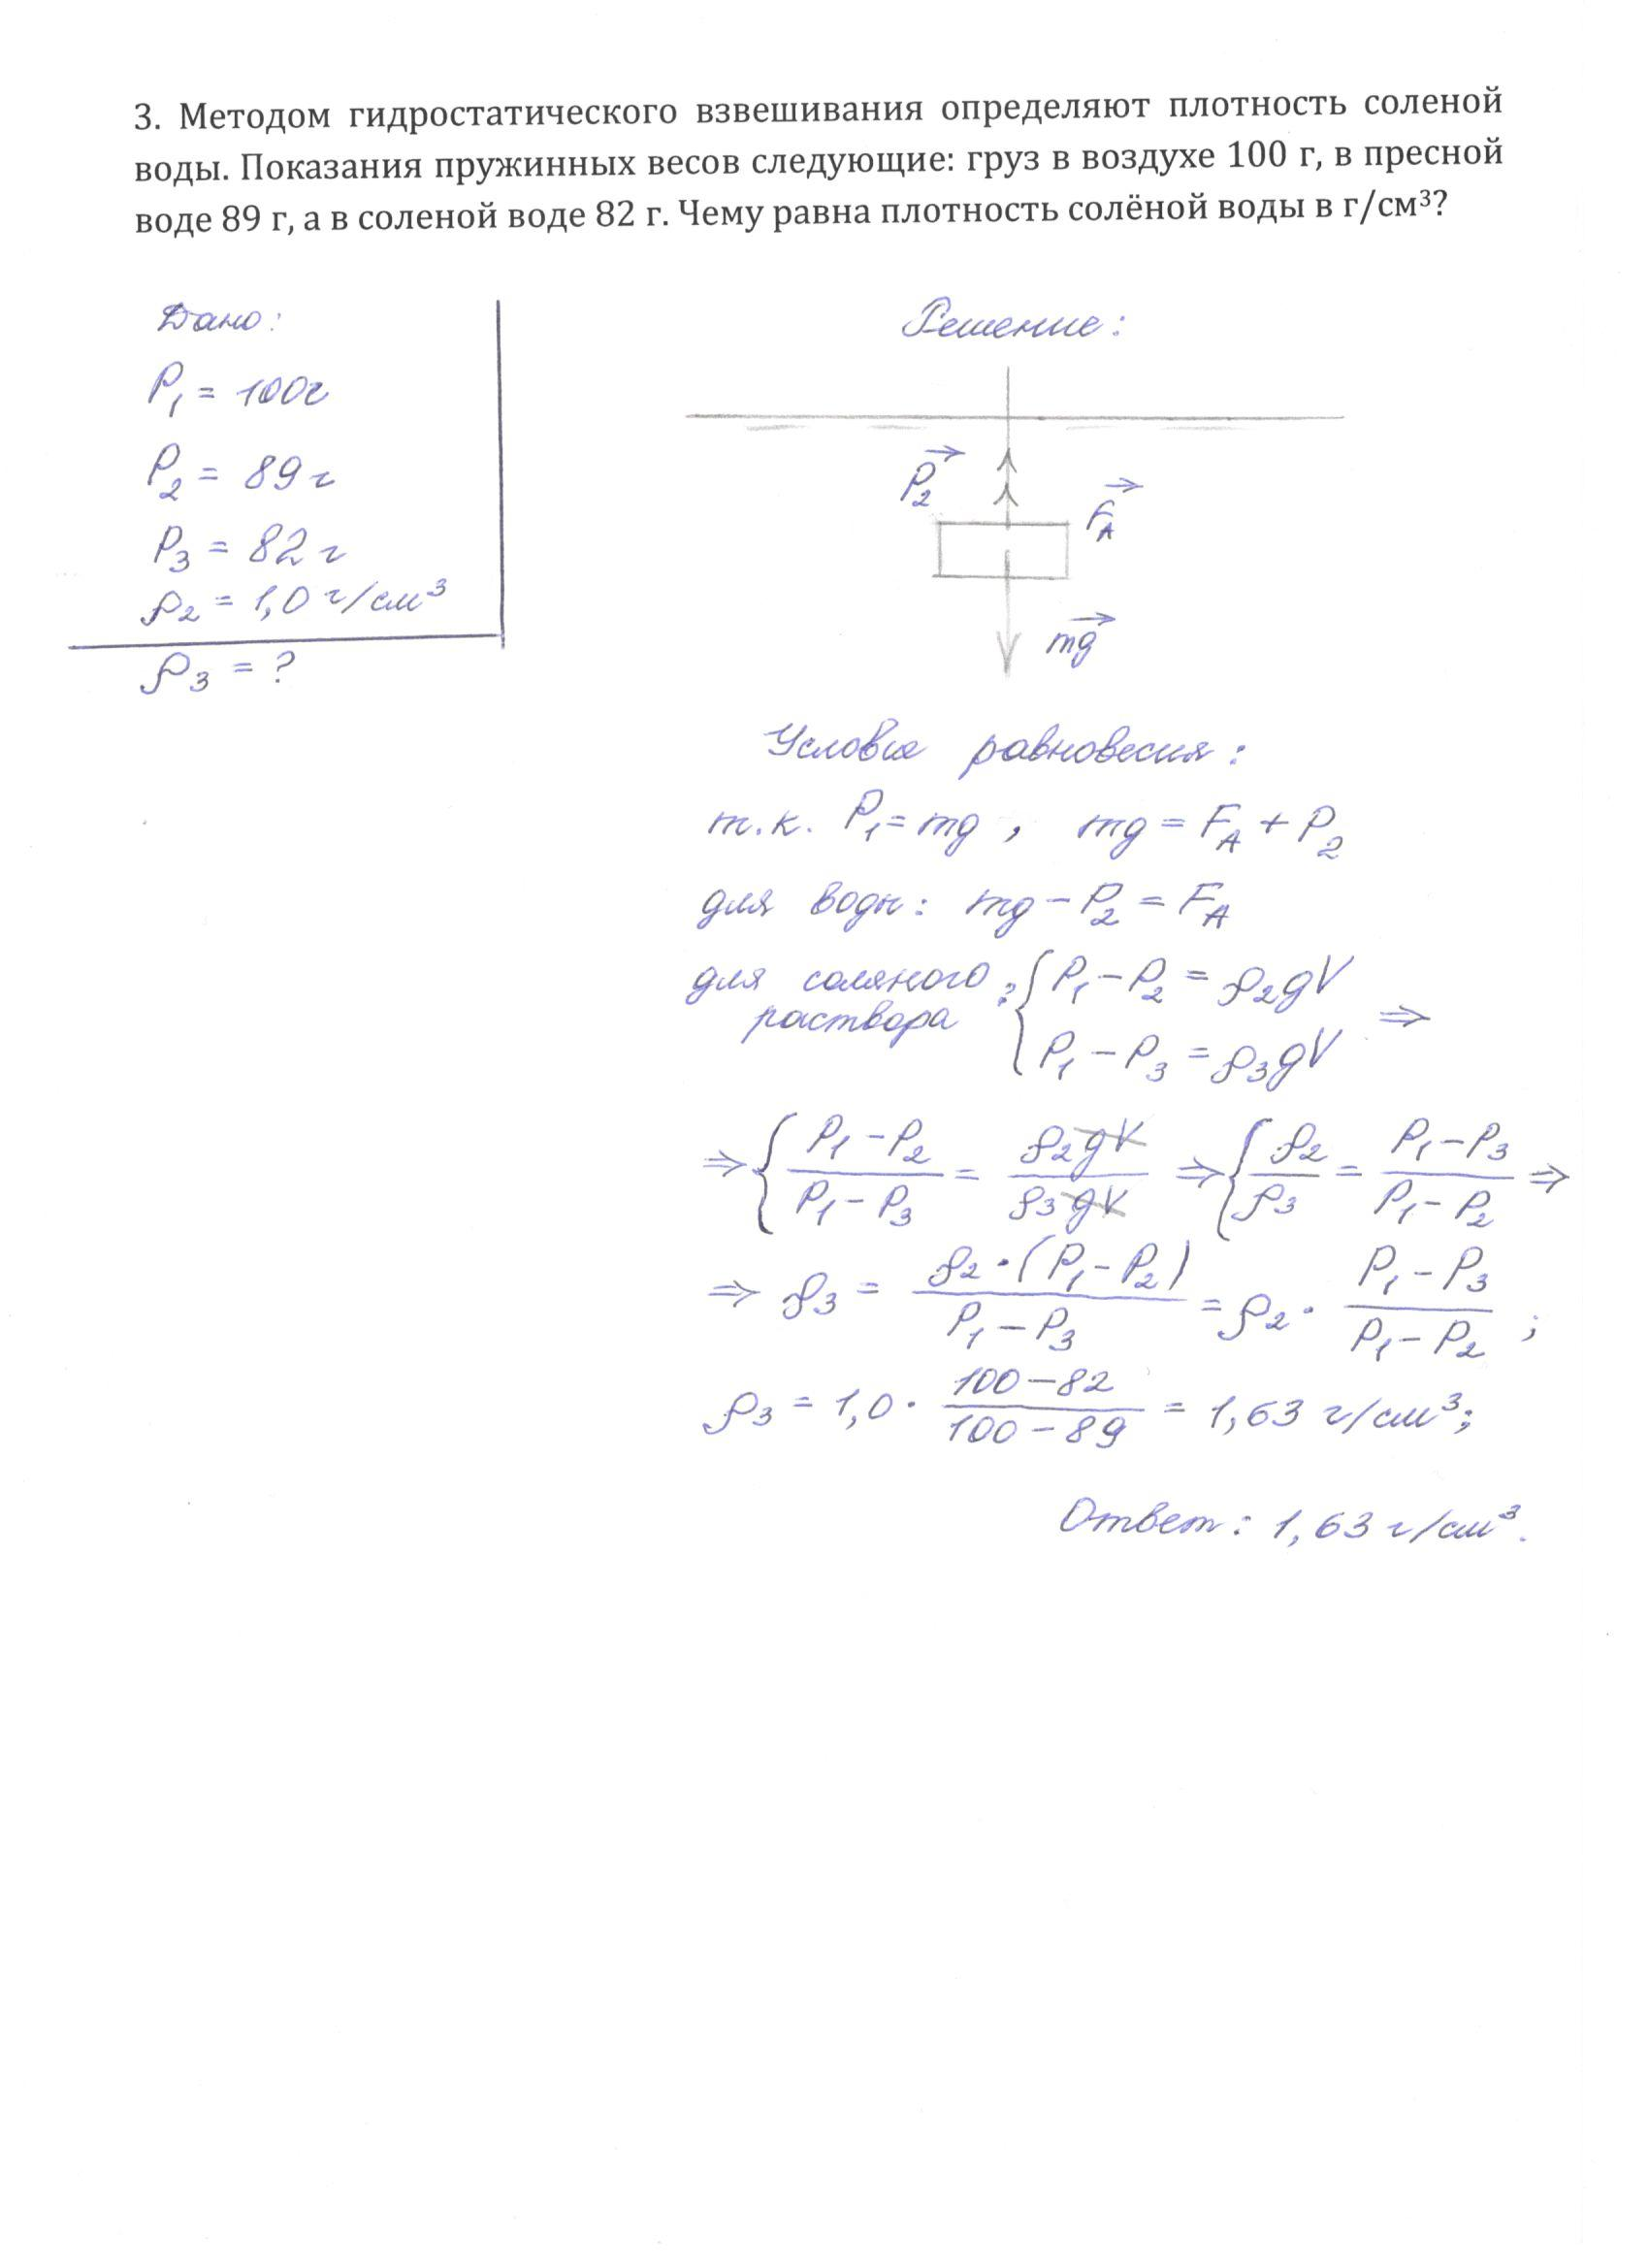 3. Методом гидростатического взвешивания определяют плотность соленой
воды. Показания пружинных весов следующие: груз в воздухе 100 г, в пресной
воде 89 г, а в соленой воде 82 г. Чему равна плотность солёной воды в г/см³?
Дано:
P₁ = 100г
P₂ = 89 г
P₃ = 82 г
ρ₂ = 1,0 г/см³
ρ₃ = ?
Решение:
P₂
F_A
mg
Условие равновесия:
т.к. P₁ = mg , mg = F_A + P₂
для воды: mg - P₂ = F_A
для соляного раствора : { P₁ - P₂ = ρ₂gV
P₁ - P₃ = ρ₃gV ⇒
⇒ { (P₁ - P₂)/(P₁ - P₃) = ρ₂gV/ρ₃gV ⇒ { ρ₂/ρ₃ = (P₁ - P₃)/(P₁ - P₂) ⇒
⇒ ρ₃ = ρ₂ · (P₁ - P₂)/(P₁ - P₃) = ρ₂ · (P₁ - P₃)/(P₁ - P₂) ;
ρ₃ = 1,0 · (100 - 82)/(100 - 89) = 1,63 г/см³;
Ответ: 1,63 г/см³.